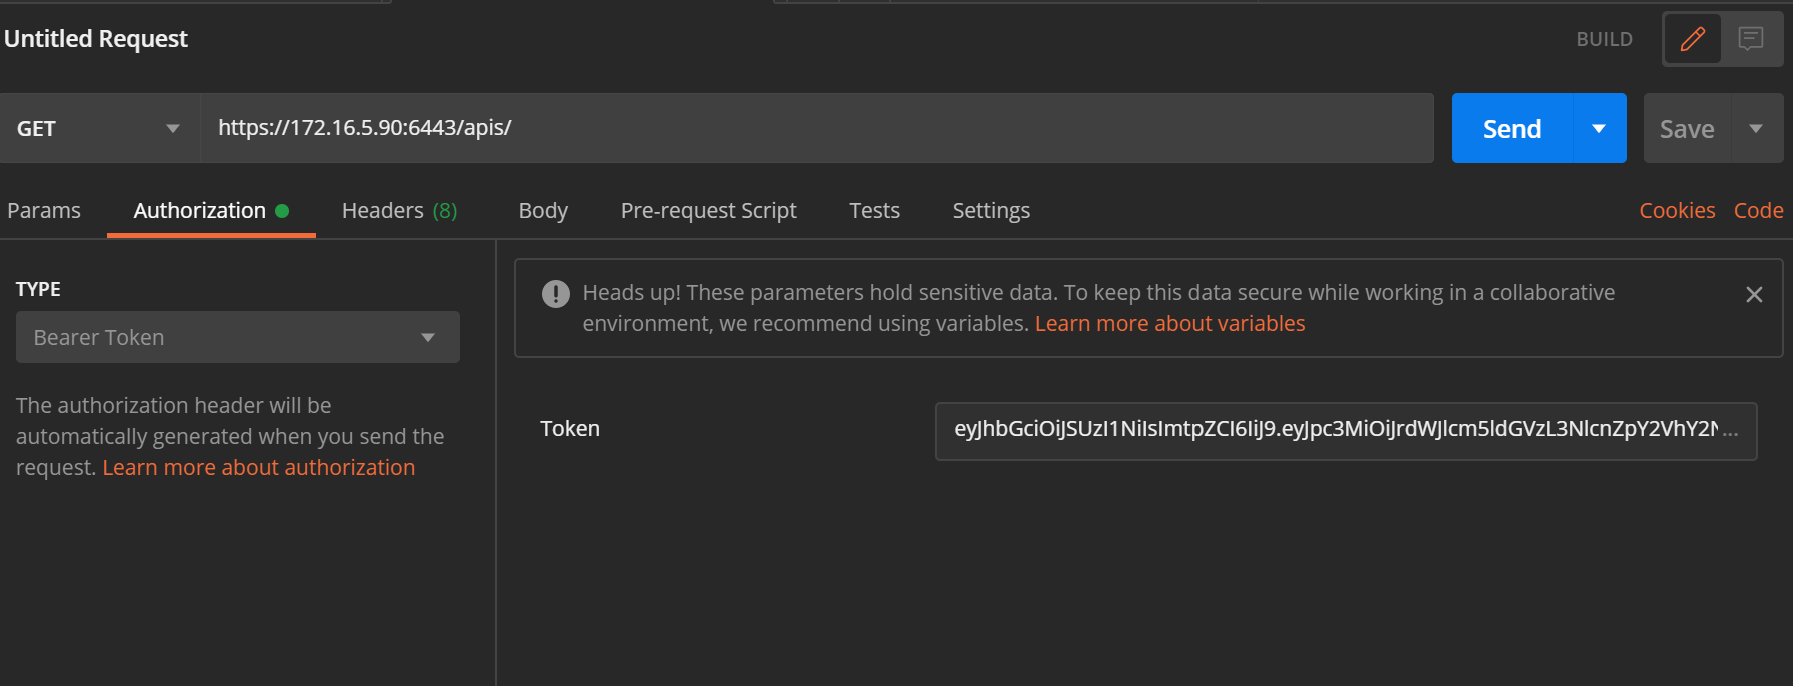 Untitled Request
BUILD
GET
https://172.16.5.90:6443/apis/
Send
Save
Params
Authorization
Headers (8)
Body
Pre-request Script
Tests
Settings
Cookies
Code
TYPE
Bearer Token
The authorization header will be
automatically generated when you send the
request. Learn more about authorization
Heads up! These parameters hold sensitive data. To keep this data secure while working in a collaborative
environment, we recommend using variables. Learn more about variables
Token
eyJhbGciOiJSUzI1NiIsImtpZCI6IiJ9.eyJpc3MiOiJrdWJlcm5ldGVzL3NlcnZpY2VhY2N...